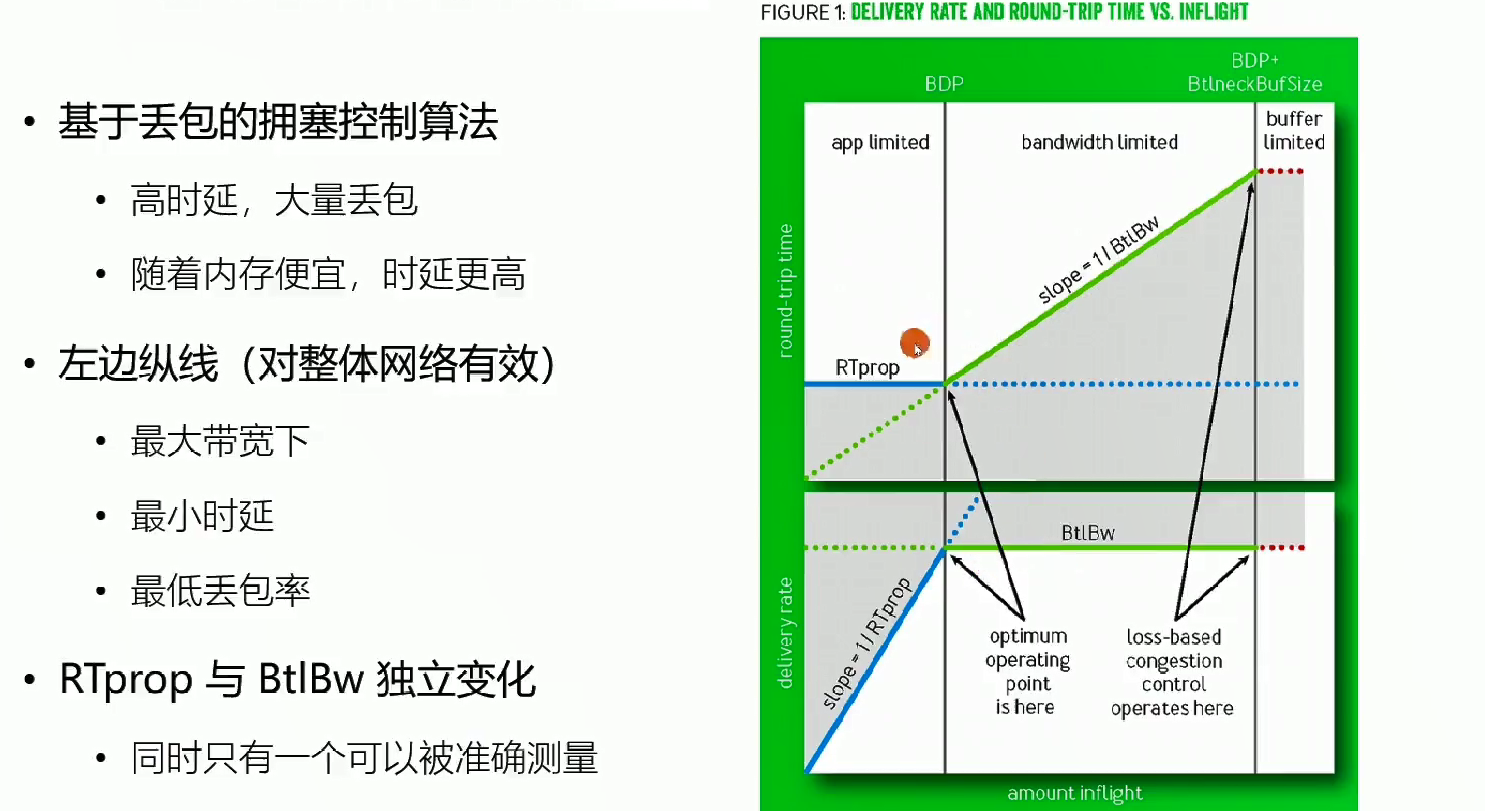 基于丢包的拥塞控制算法
高时延，大量丢包
随着内存便宜，时延更高
左边纵线（对整体网络有效）
最大带宽下
最小时延
最低丢包率
RTprop 与 BtlBw 独立变化
同时只有一个可以被准确测量
FIGURE 1: DELIVERY RATE AND ROUND-TRIP TIME VS. INFLIGHT
BDP
BDP+
BtlneckBufSize
app limited
bandwidth limited
buffer
limited
round-trip time
slope = 1 / BtlBw
RTprop
BtlBw
delivery rate
slope = 1 / RTprop
optimum
operating
point
is here
loss-based
congestion
control
operates here
amount inflight